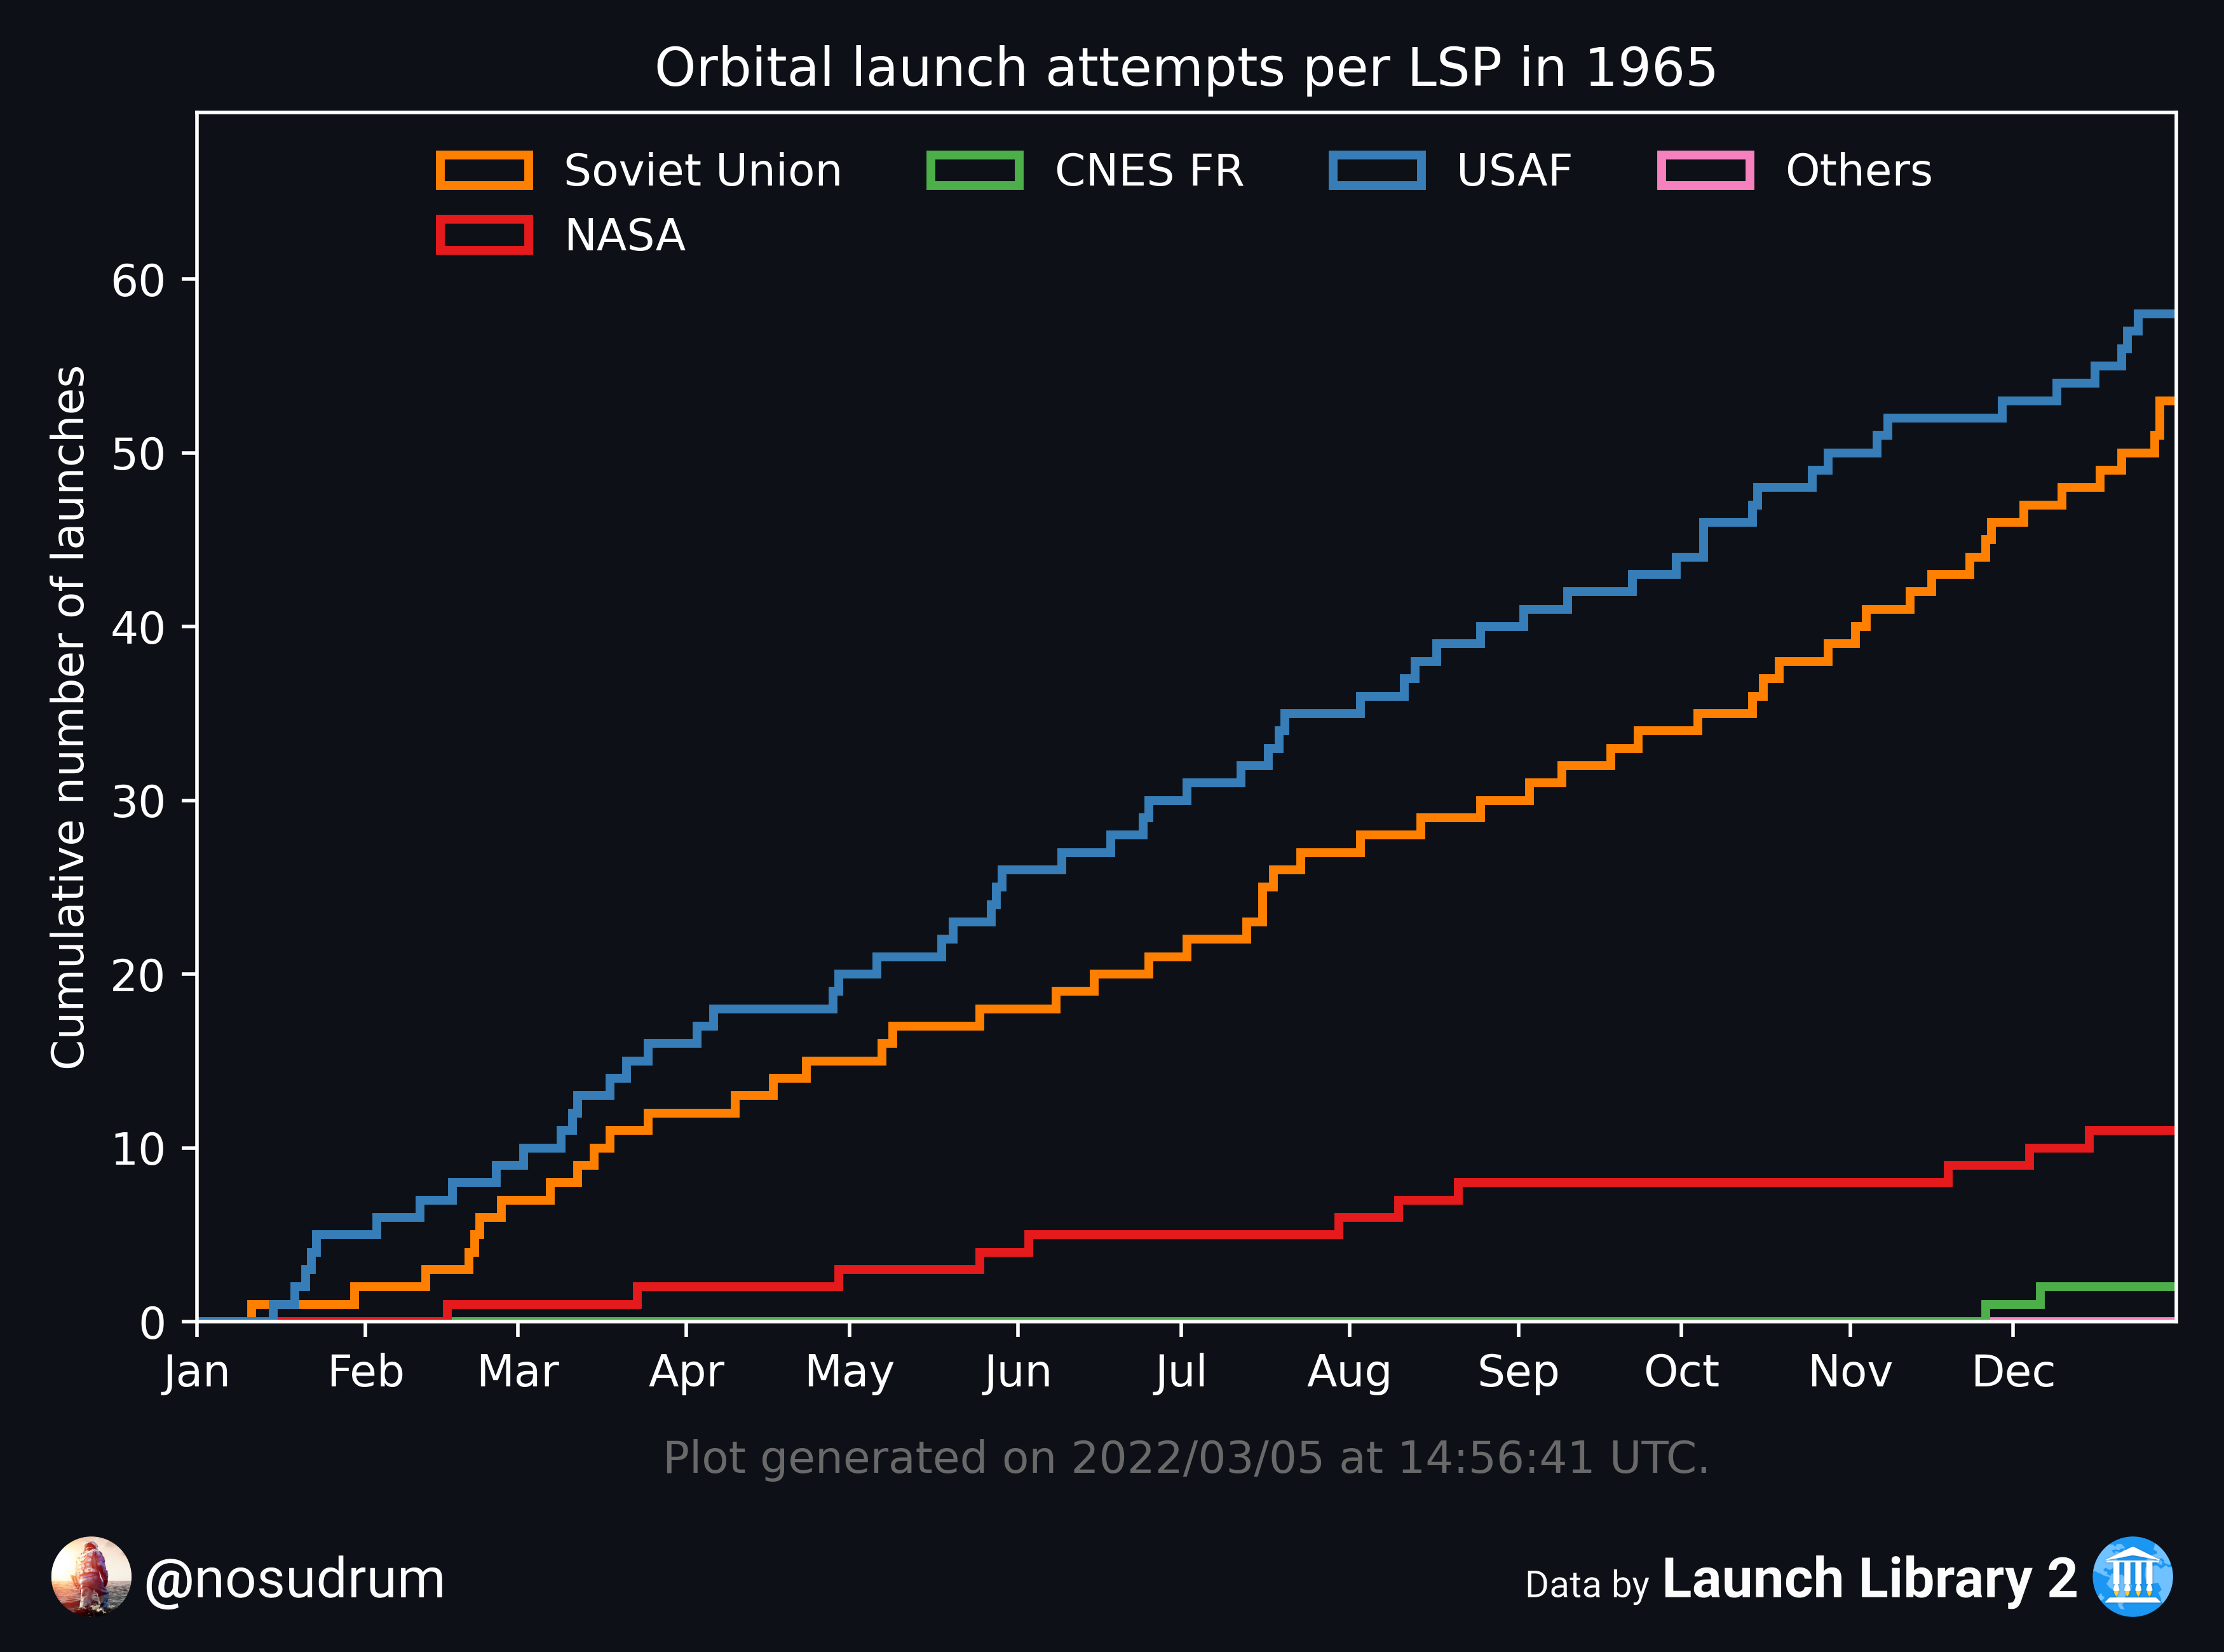 Orbital launch attempts per LSP in 1965
Soviet Union
CNES FR
USAF
Others
NASA
Cumulative number of launches
60
50
40
30
20
10
0
Jan Feb Mar Apr May Jun Jul Aug Sep Oct Nov Dec
Plot generated on 2022/03/05 at 14:56:41 UTC.
@nosudrum
Data by Launch Library 2